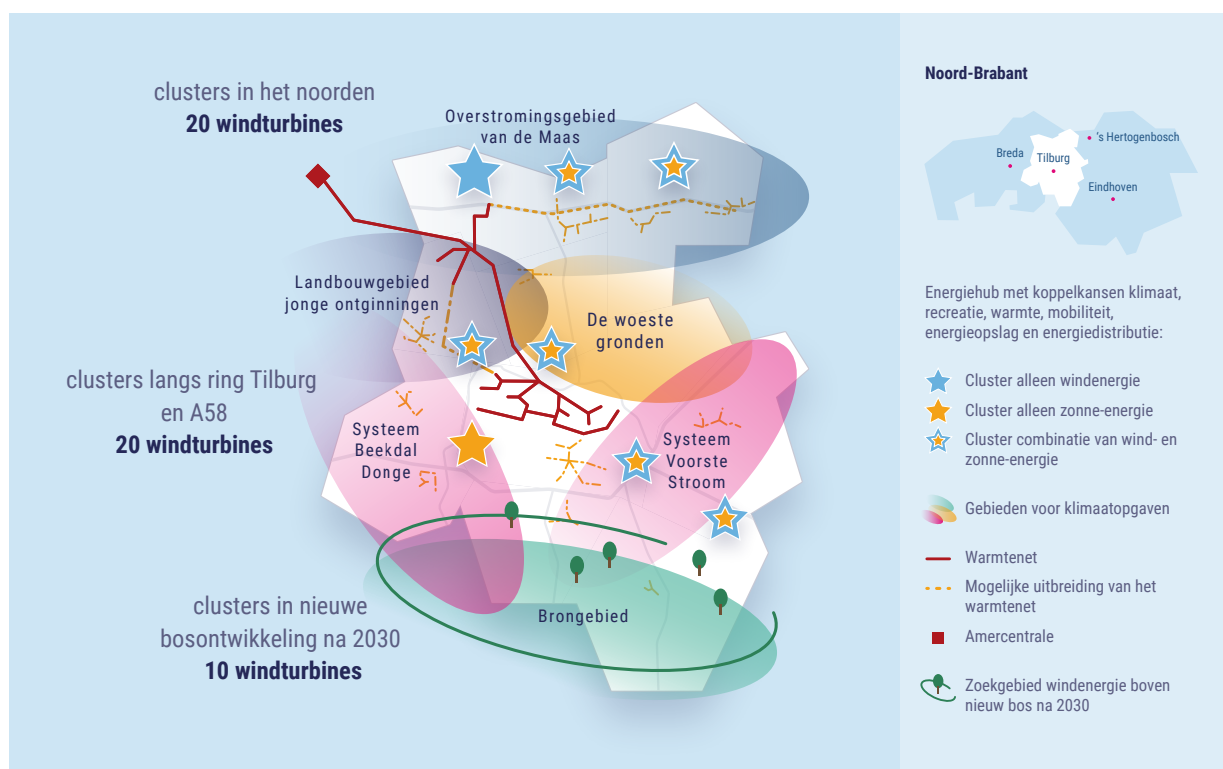 clusters in het noorden
20 windturbines
Overstromingsgebied
van de Maas
Landbouwgebied
jonge ontginningen
De woeste
gronden
clusters langs ring Tilburg
en A58
20 windturbines
Systeem
Beekdal
Donge
Systeem
Voorste
Stroom
clusters in nieuwe
bosontwikkeling na 2030
10 windturbines
Brongebied
Noord-Brabant
's Hertogenbosch
Breda
Tilburg
Eindhoven
Energiehub met koppelkansen klimaat,
recreatie, warmte, mobiliteit,
energieopslag en energiedistributie:
Cluster alleen windenergie
Cluster alleen zonne-energie
Cluster combinatie van wind- en
zonne-energie
Gebieden voor klimaatopgaven
Warmtenet
Mogelijke uitbreiding van het
warmtenet
Amercentrale
Zoekgebied windenergie boven
nieuw bos na 2030